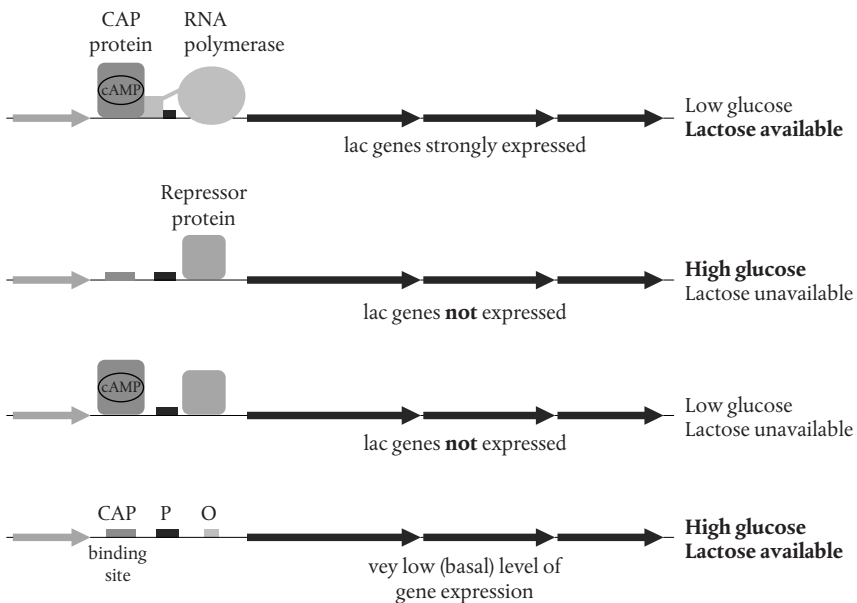 CAP
protein
RNA
polymerase
cAMP
Low glucose
Lactose available
lac genes strongly expressed
Repressor
protein
High glucose
Lactose unavailable
lac genes not expressed
cAMP
Low glucose
Lactose unavailable
lac genes not expressed
CAP P O
binding
site
High glucose
Lactose available
vey low (basal) level of
gene expression